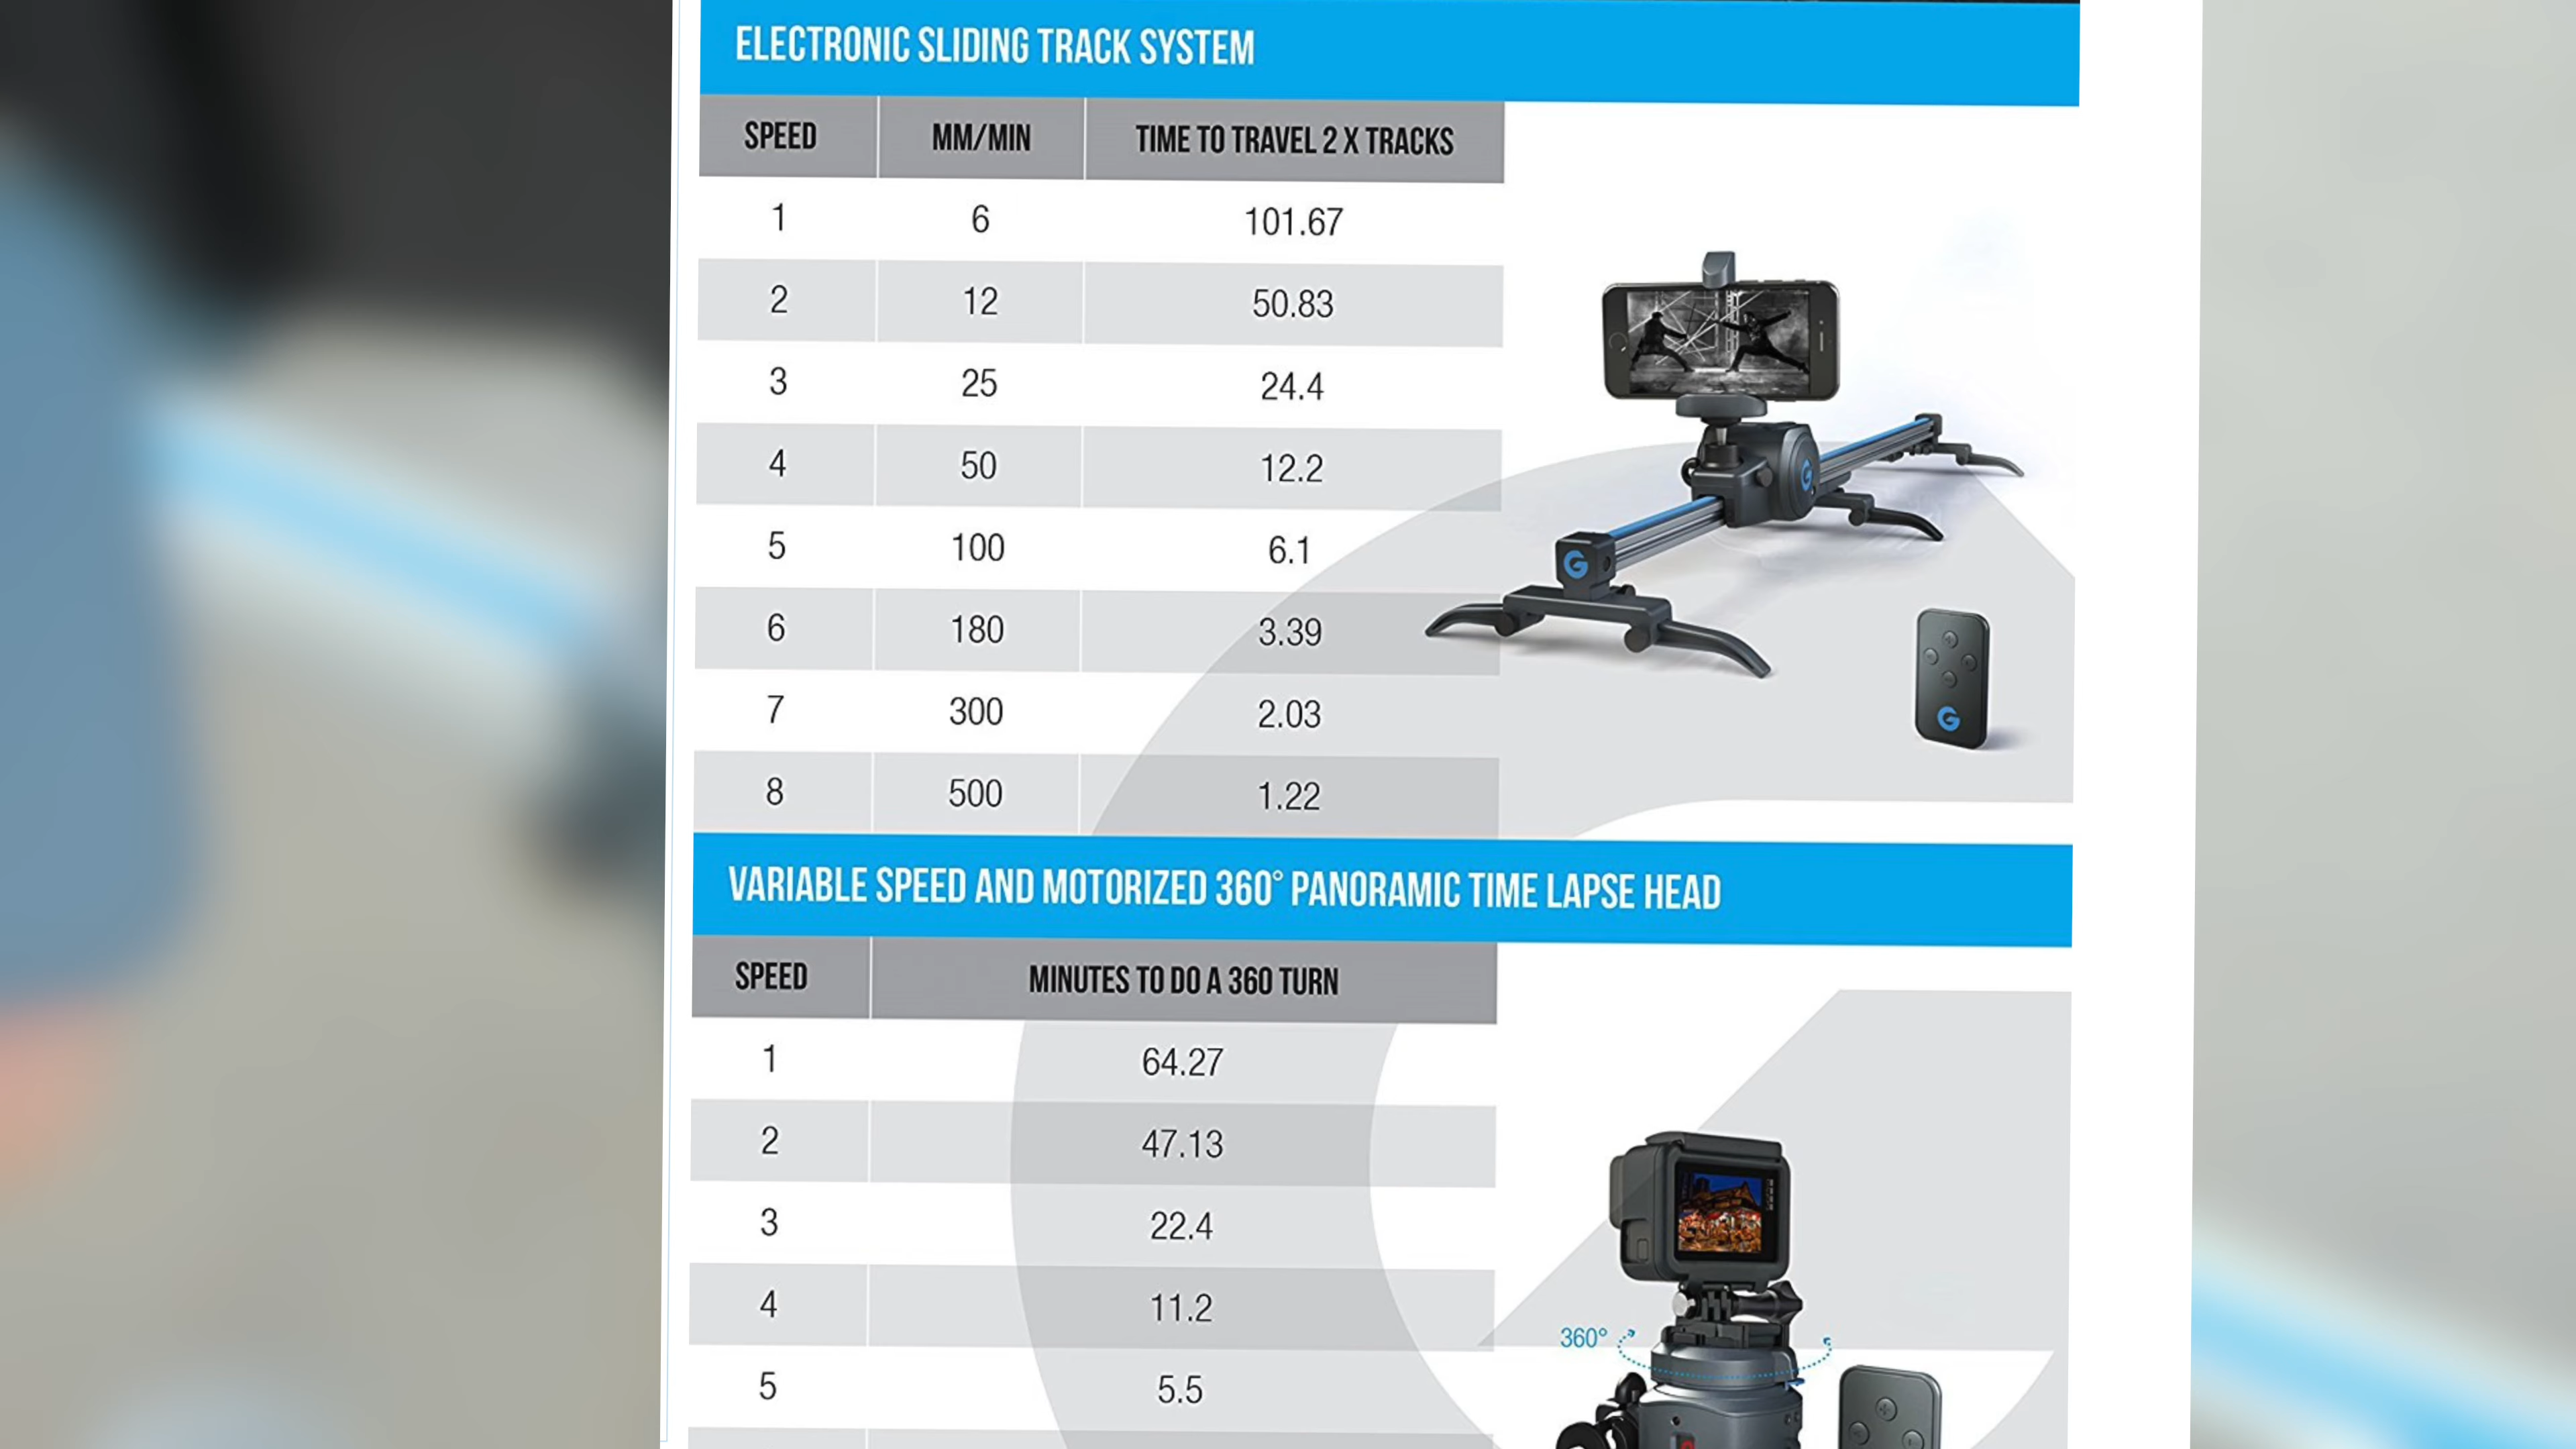 ELECTRONIC SLIDING TRACK SYSTEM
SPEED MM/MIN TIME TO TRAVEL 2 X TRACKS
1 6 101.67
2 12 50.83
3 25 24.4
4 50 12.2
5 100 6.1
6 180 3.39
7 300 2.03
8 500 1.22
VARIABLE SPEED AND MOTORIZED 360° PANORAMIC TIME LAPSE HEAD
SPEED MINUTES TO DO A 360 TURN
1 64.27
2 47.13
3 22.4
4 11.2
5 5.5
360°